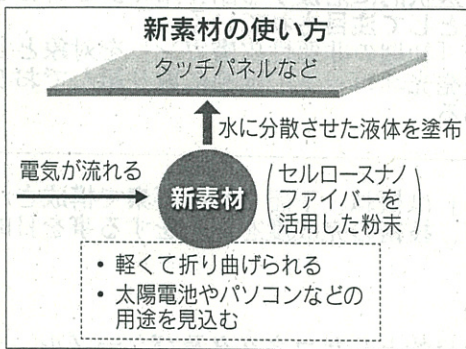 新素材の使い方
タッチパネルなど
水に分散させた液体を塗布
電気が流れる
新素材
(セルロースナノ
ファイバーを
活用した粉末)
・軽くて折り曲げられる
・太陽電池やパソコンなどの
用途を見込む